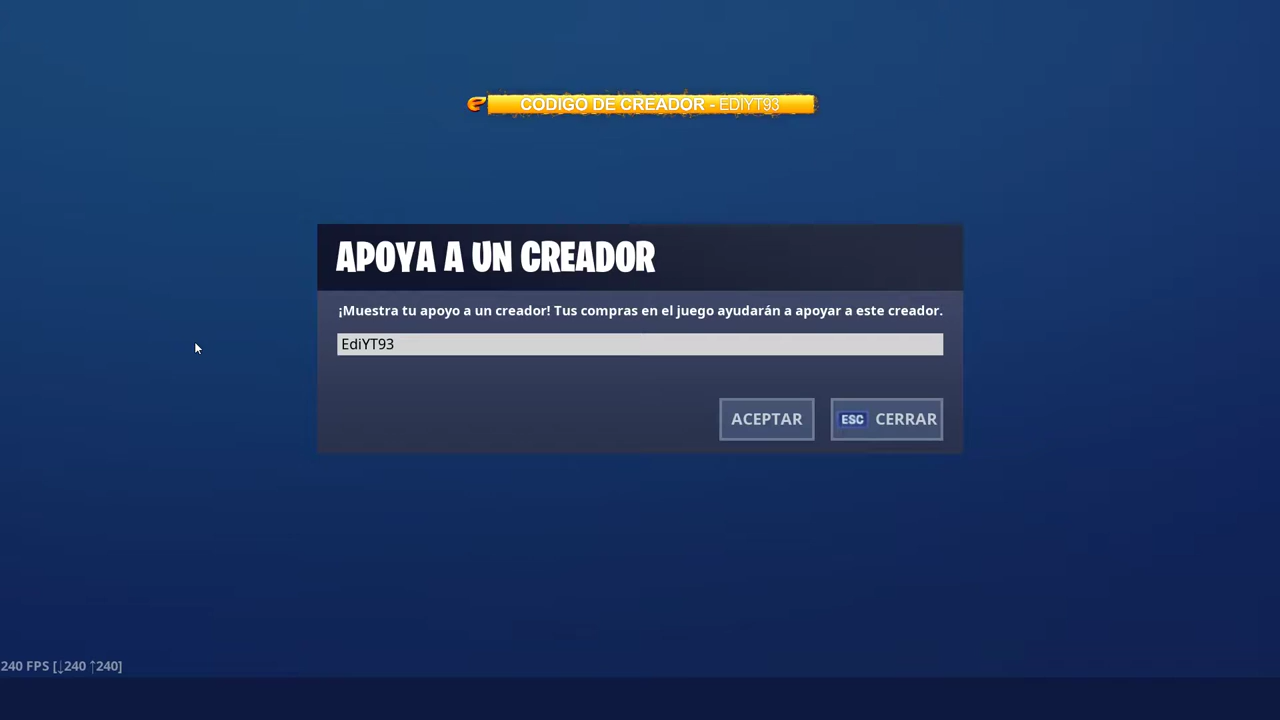 CODIGO DE CREADOR - EDIYT93
APOYA A UN CREADOR
¡Muestra tu apoyo a un creador! Tus compras en el juego ayudarán a apoyar a este creador.
EdiYT93
ACEPTAR
ESC CERRAR
240 FPS [↓240 ↑240]